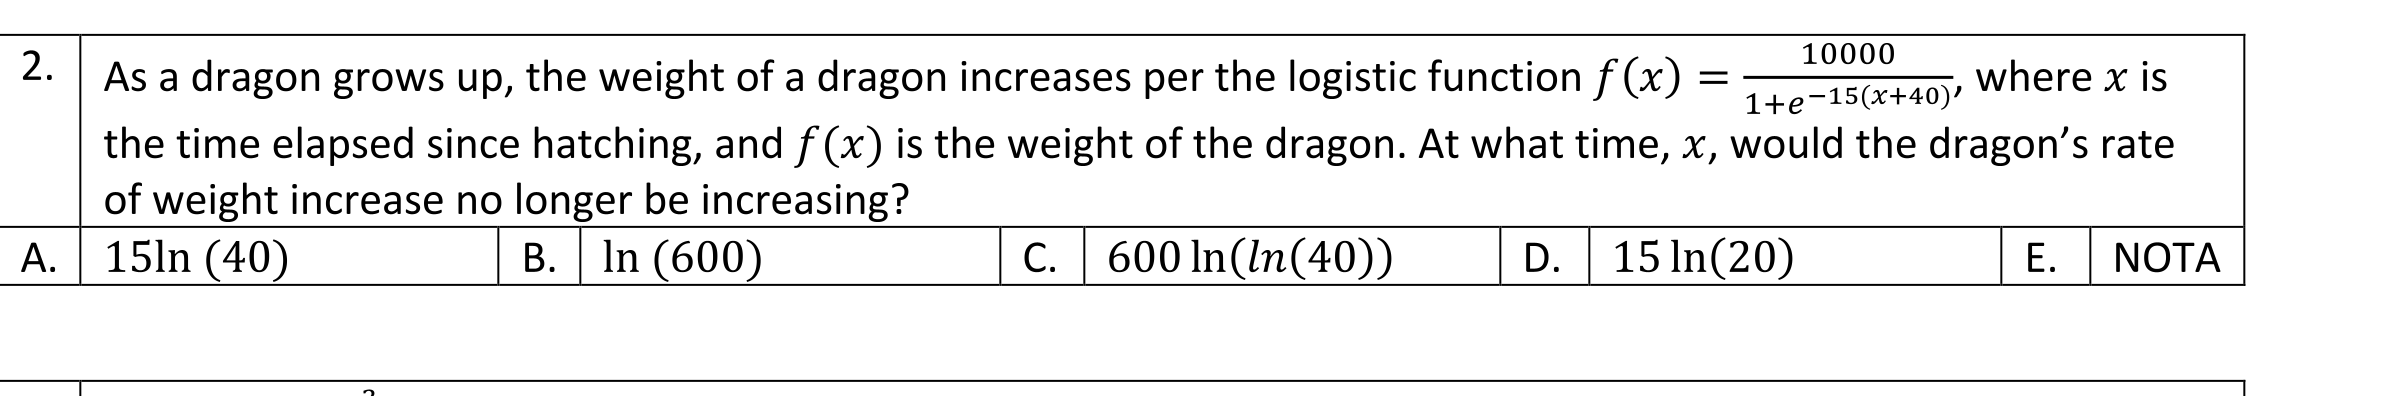 2. As a dragon grows up, the weight of a dragon increases per the logistic function f(x) = 10000/(1+e^(−15(x+40))), where x is
the time elapsed since hatching, and f(x) is the weight of the dragon. At what time, x, would the dragon’s rate
of weight increase no longer be increasing?
A. 15ln (40) B. ln (600) C. 600 ln(ln(40)) D. 15 ln(20) E. NOTA